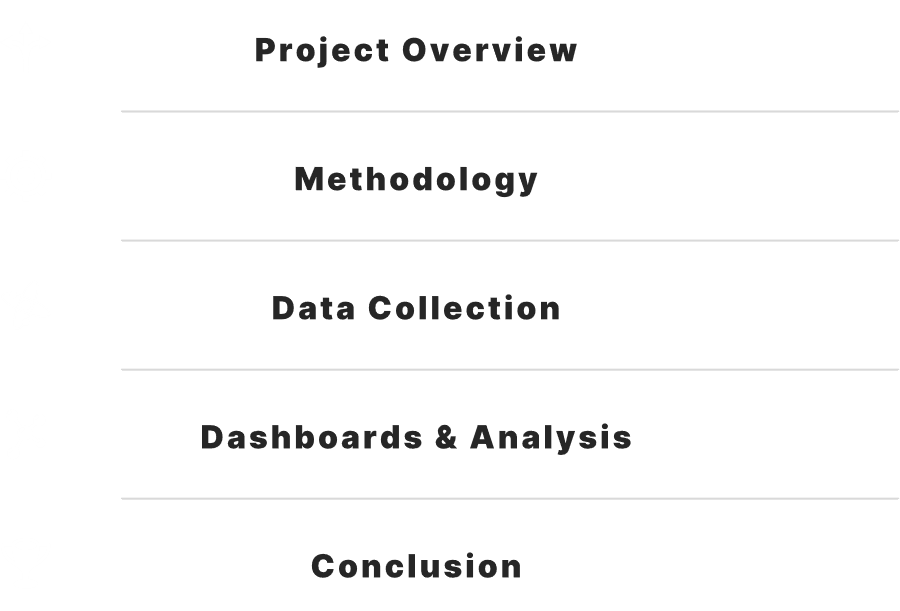 Project Overview
Methodology
Data Collection
Dashboards & Analysis
Conclusion